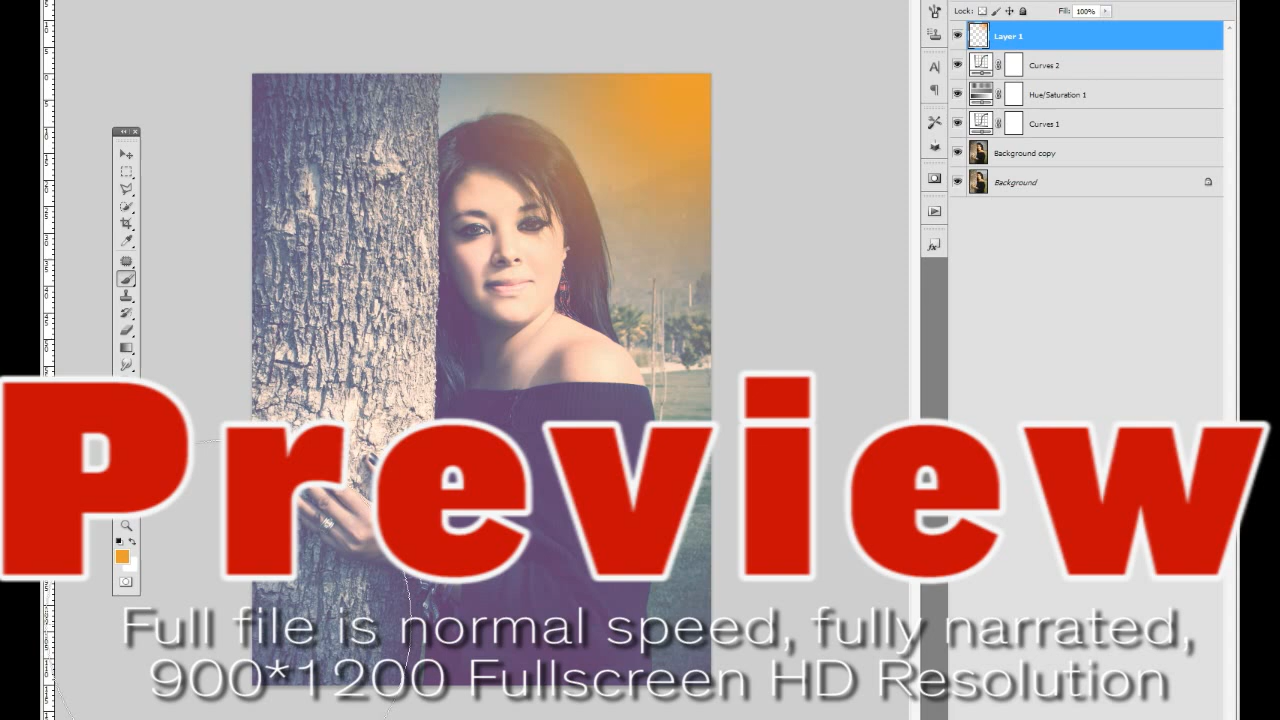 Lock: Fill: 100%
Layer 1
Curves 2
Hue/Saturation 1
Curves 1
Background copy
Background
Preview
Full file is normal speed, fully narrated,
900*1200 Fullscreen HD Resolution